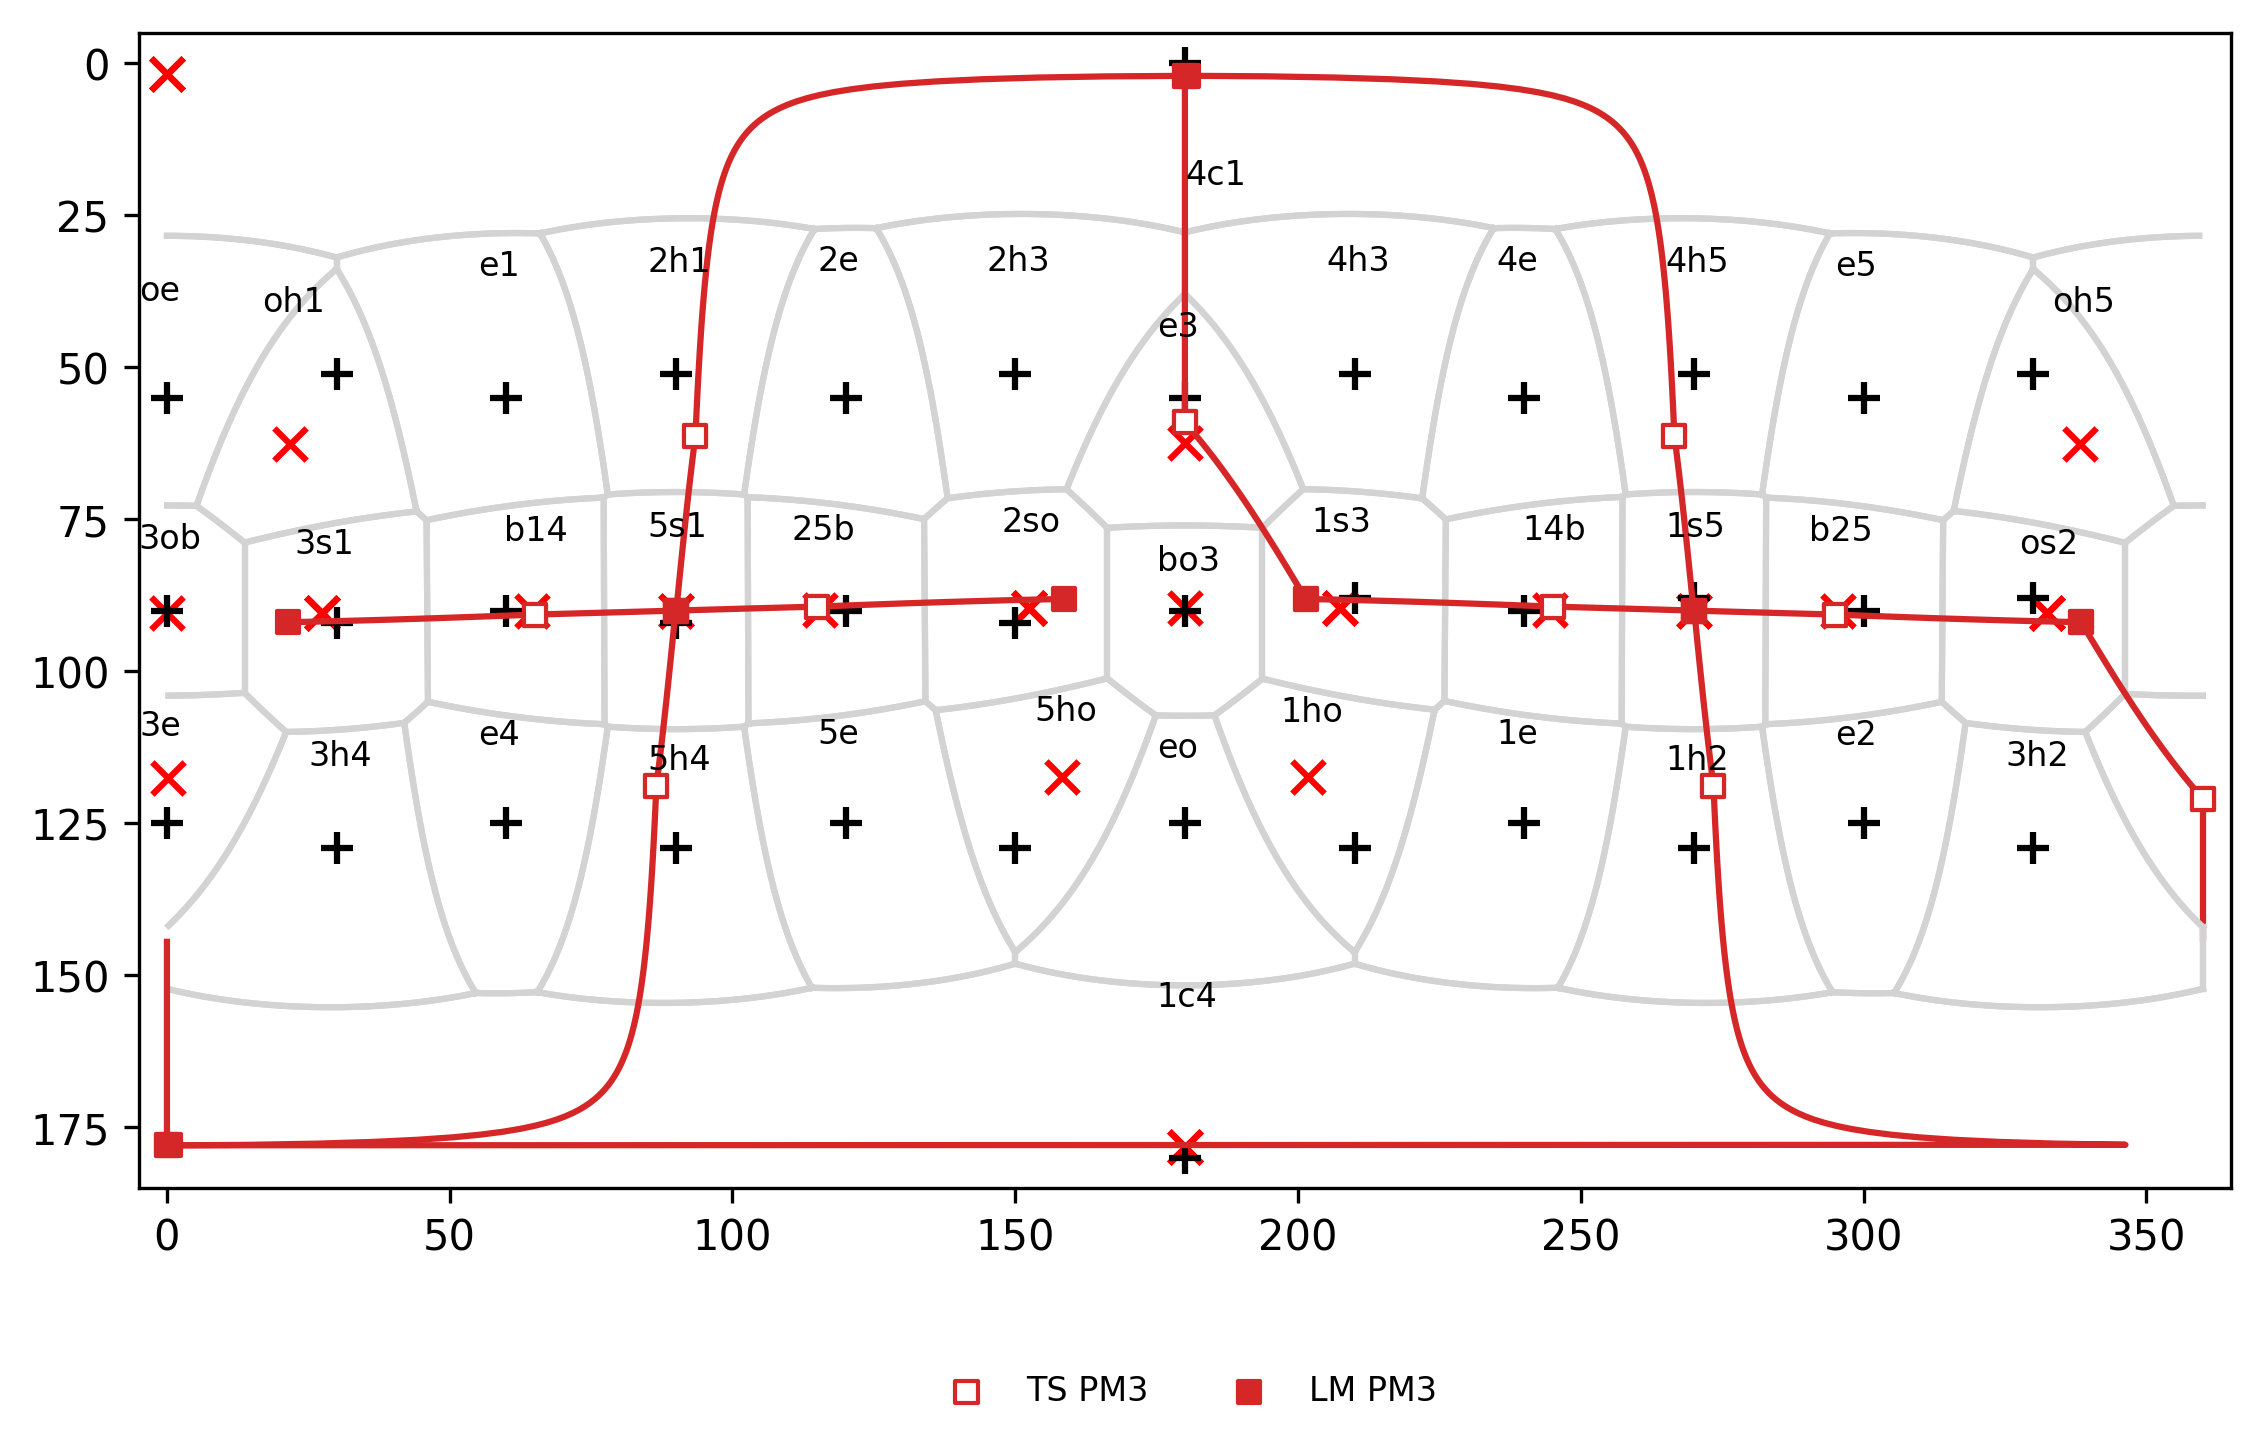 0
4c1
25
e1 2h1 2e 2h3 4h3 4e 4h5 e5
oe oh1 oh5
e3
50
75
3ob 3s1 b14 5s1 25b 2so 1s3 14b 1s5 b25 os2
bo3
100
3e e4 5e 5ho 1ho 1e e2
3h4 5h4 eo 1h2 3h2
125
150
1c4
175
0 50 100 150 200 250 300 350
TS PM3 LM PM3